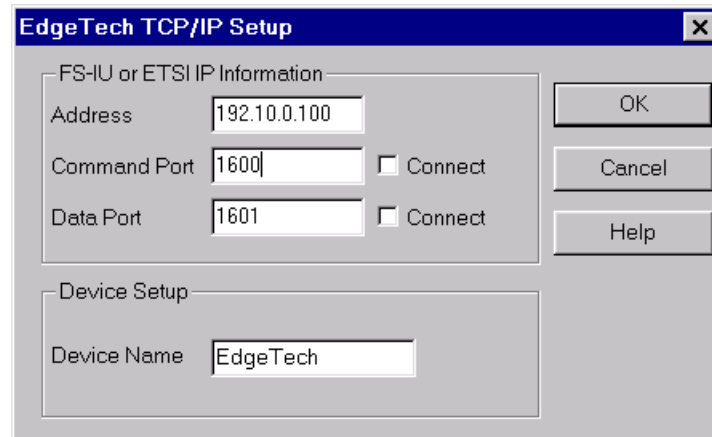 EdgeTech TCP/IP Setup
FS-IU or ETSI IP Information
Address 192.10.0.100
Command Port 1600 Connect
Data Port 1601 Connect
OK
Cancel
Help
Device Setup
Device Name EdgeTech